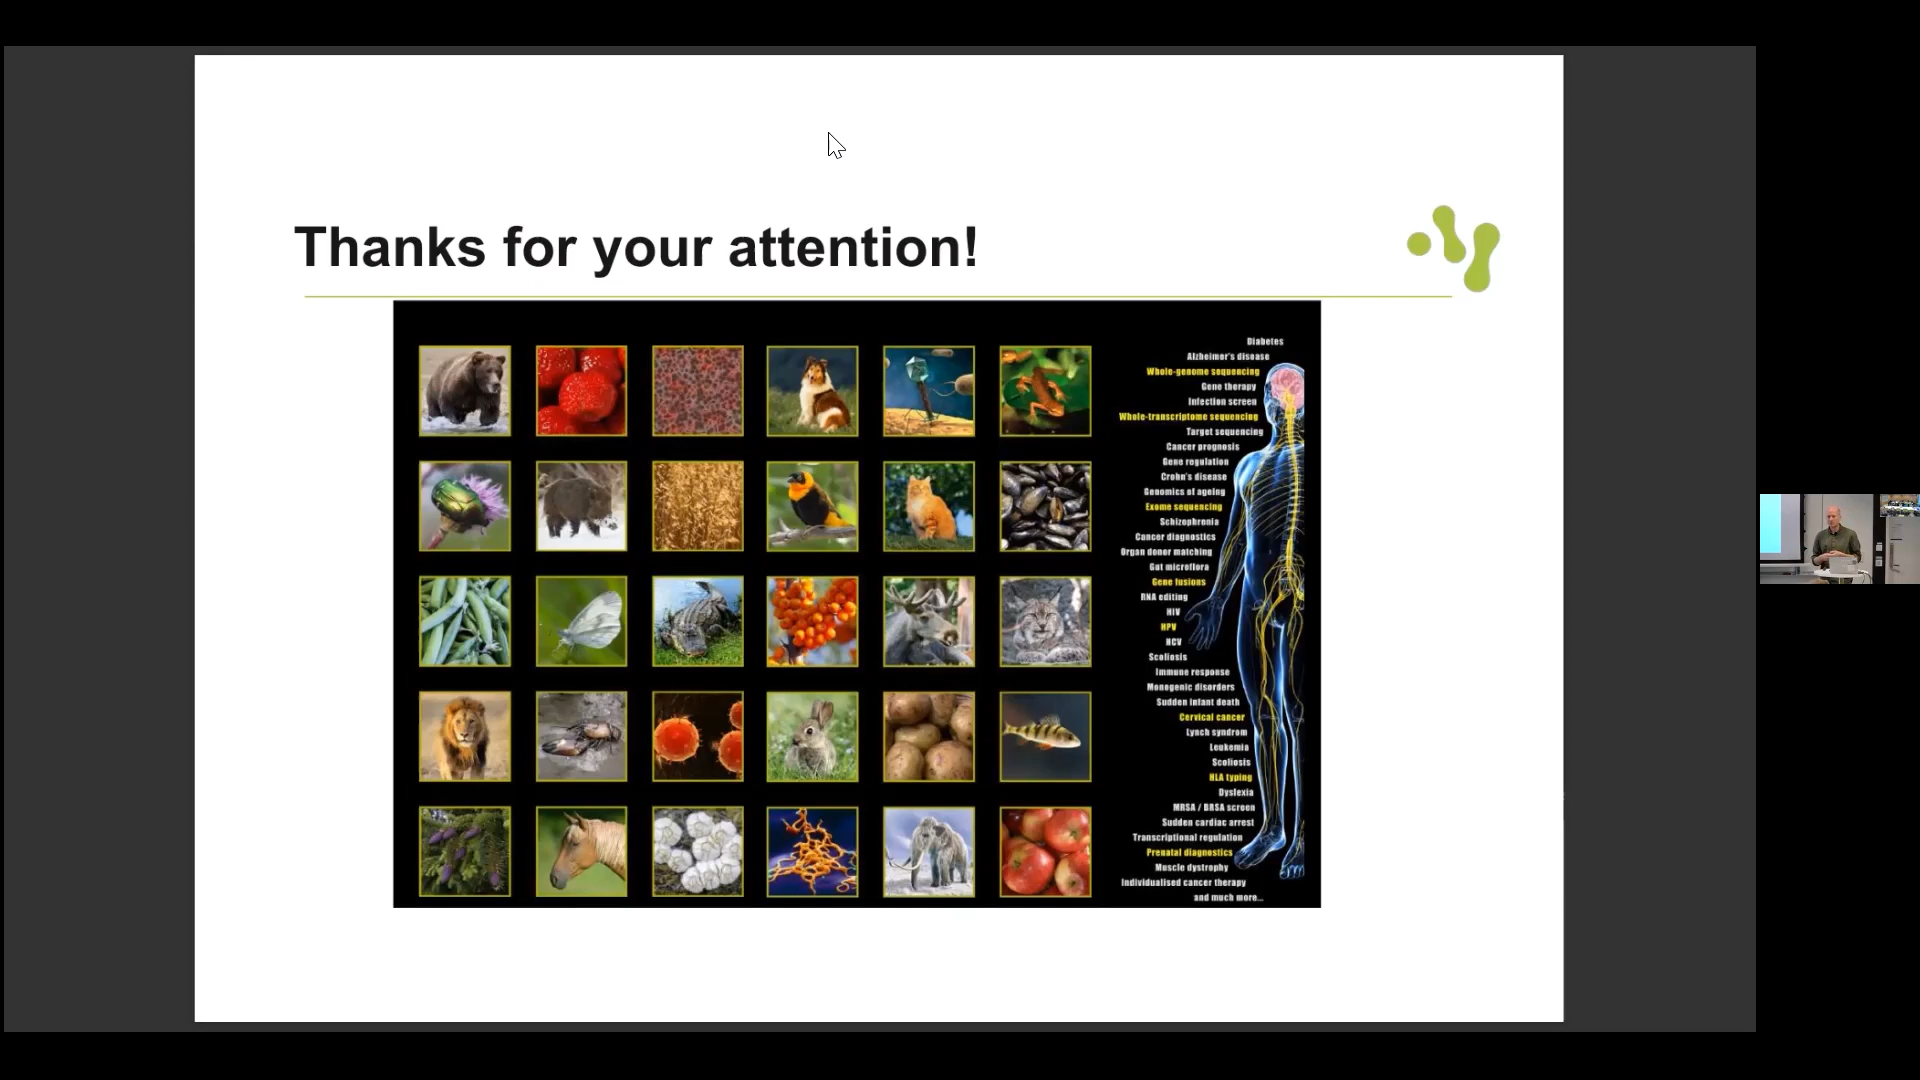 Thanks for your attention!
Diabetes
Alzheimer's disease
Whole-genome sequencing
Gene therapy
Infection screen
Whole-transcriptome sequencing
Target sequencing
Cancer prognosis
Gene regulation
Crohn's disease
Genomics of ageing
Exome sequencing
Schizophrenia
Cancer diagnostics
Organ donor matching
Gut microflora
Gene fusions
RNA editing
HIV
HPV
HCV
Scoliosis
Immune response
Monogenic disorders
Sudden infant death
Cervical cancer
Lynch syndrom
Leukemia
Scoliosis
HLA typing
Dyslexia
MRSA / BRSA screen
Sudden cardiac arrest
Transcriptional regulation
Prenatal diagnostics
Muscle dystrophy
Individualised cancer therapy
and much more...